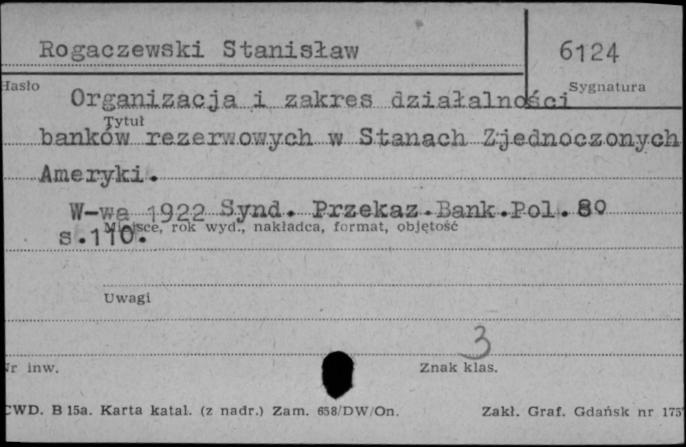 Rogaczewski Stanisław 6124
Hasło Sygnatura
Organizacja i zakres działalności
Tytuł
banków rezerwowych w Stanach Zjednoczonych
Ameryki.
W-wa 1922 Synd. Przekaz.Bank.Pol. 8o
Miejsce, rok wyd., nakładca, format, objętość
s.110.
Uwagi
3
Nr inw. Znak klas.
CWD. B 15a. Karta katal. (z nadr.) Zam. 658/DW/On. Zakł. Graf. Gdańsk nr 175